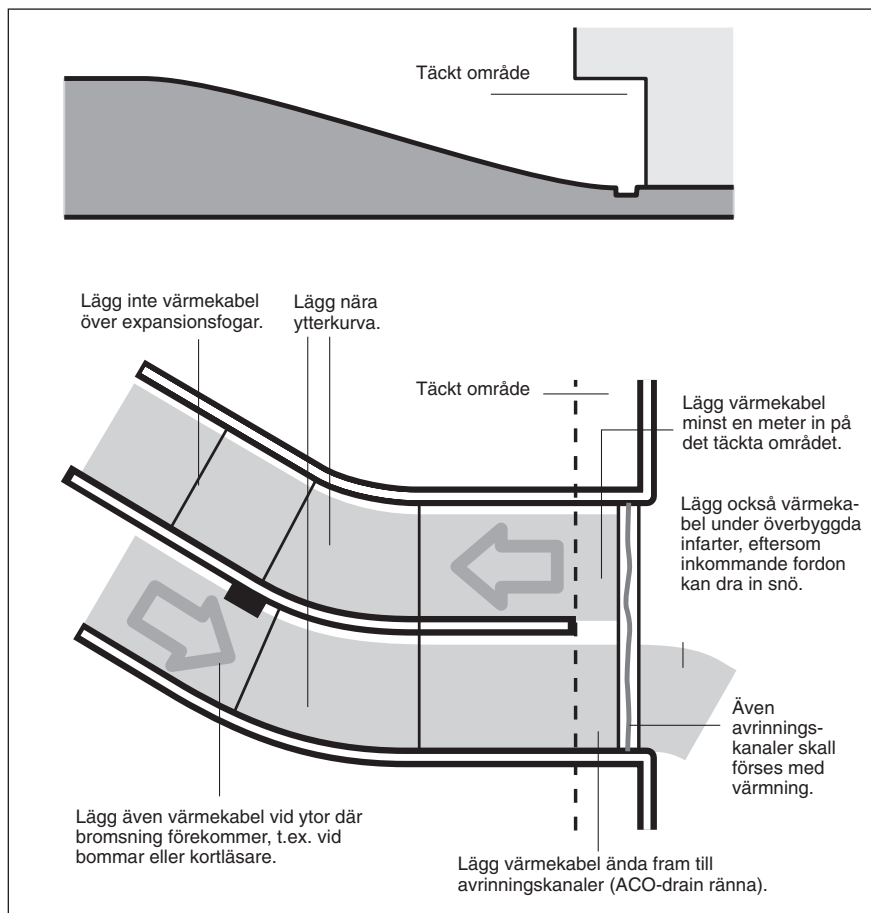 Täckt område
Lägg inte värmekabel
över expansionsfogar.
Lägg nära
ytterkurva.
Täckt område
Lägg värmekabel
minst en meter in på
det täckta området.
Lägg också värmeka-
bel under överbyggda
infarter, eftersom
inkommande fordon
kan dra in snö.
Även
avrinnings-
kanaler skall
förses med
värmning.
Lägg även värmekabel vid ytor där
bromsning förekommer, t.ex. vid
bommar eller kortläsare.
Lägg värmekabel ända fram till
avrinningskanaler (ACO-drain ränna).